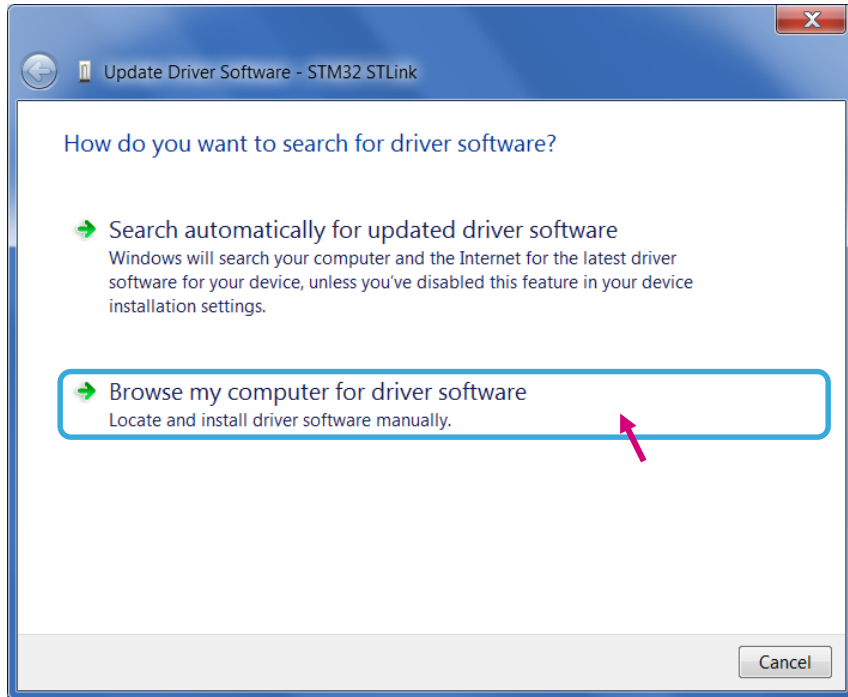 Update Driver Software - STM32 STLink
How do you want to search for driver software?
Search automatically for updated driver software
Windows will search your computer and the Internet for the latest driver
software for your device, unless you've disabled this feature in your device
installation settings.
Browse my computer for driver software
Locate and install driver software manually.
Cancel